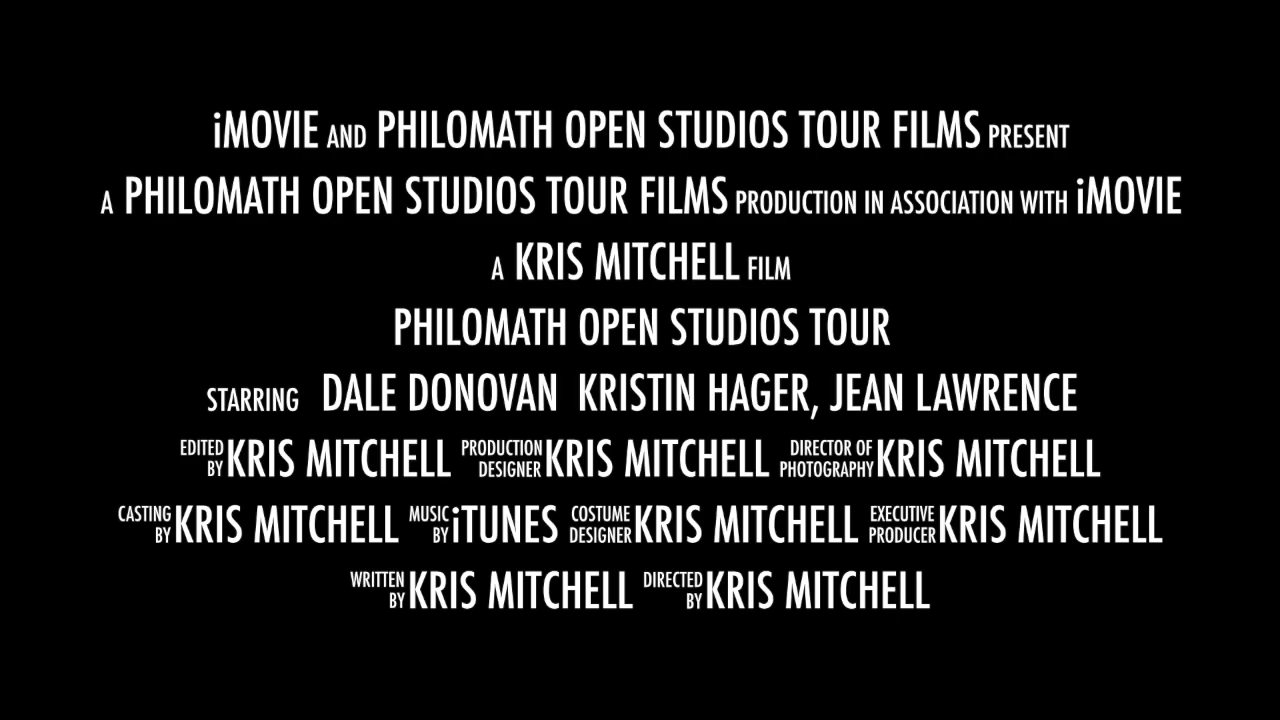 iMOVIE AND PHILOMATH OPEN STUDIOS TOUR FILMS PRESENT
A PHILOMATH OPEN STUDIOS TOUR FILMS PRODUCTION IN ASSOCIATION WITH iMOVIE
A KRIS MITCHELL FILM
PHILOMATH OPEN STUDIOS TOUR
STARRING DALE DONOVAN KRISTIN HAGER, JEAN LAWRENCE
EDITED BY KRIS MITCHELL PRODUCTION DESIGNER KRIS MITCHELL DIRECTOR OF PHOTOGRAPHY KRIS MITCHELL
CASTING BY KRIS MITCHELL MUSIC BY iTUNES COSTUME DESIGNER KRIS MITCHELL EXECUTIVE PRODUCER KRIS MITCHELL
WRITTEN BY KRIS MITCHELL DIRECTED BY KRIS MITCHELL